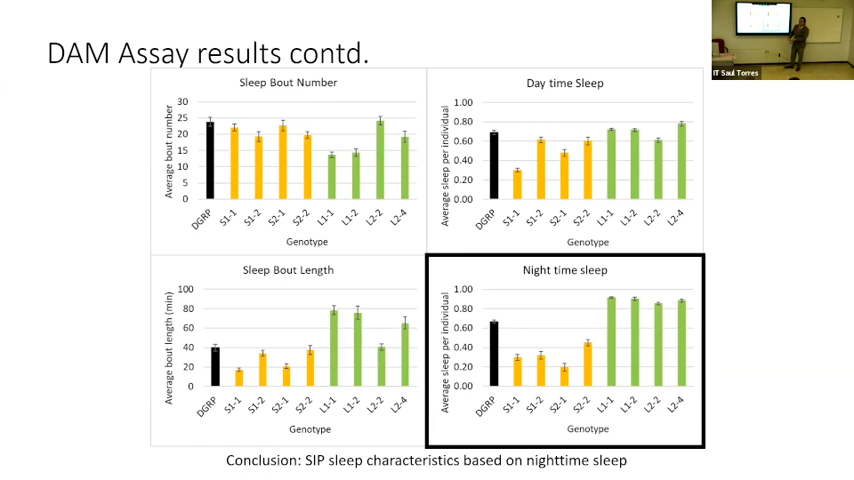 DAM Assay results contd.
IT Saul Torres
Sleep Bout Number
Average bout number
30
25
20
15
10
5
0
DGRP S1-1 S1-2 S2-1 S2-2 L1-1 L1-2 L2-2 L2-4
Genotype
Day time Sleep
Average sleep per individual
1.00
0.80
0.60
0.40
0.20
0.00
DGRP S1-1 S1-2 S2-1 S2-2 L1-1 L1-2 L2-2 L2-4
Genotype
Sleep Bout Length
Average bout length (min)
100
80
60
40
20
0
DGRP S1-1 S1-2 S2-1 S2-2 L1-1 L1-2 L2-2 L2-4
Genotype
Night time sleep
Average sleep per individual
1.00
0.80
0.60
0.40
0.20
0.00
DGRP S1-1 S1-2 S2-1 S2-2 L1-1 L1-2 L2-2 L2-4
Genotype
Conclusion: SIP sleep characteristics based on nighttime sleep